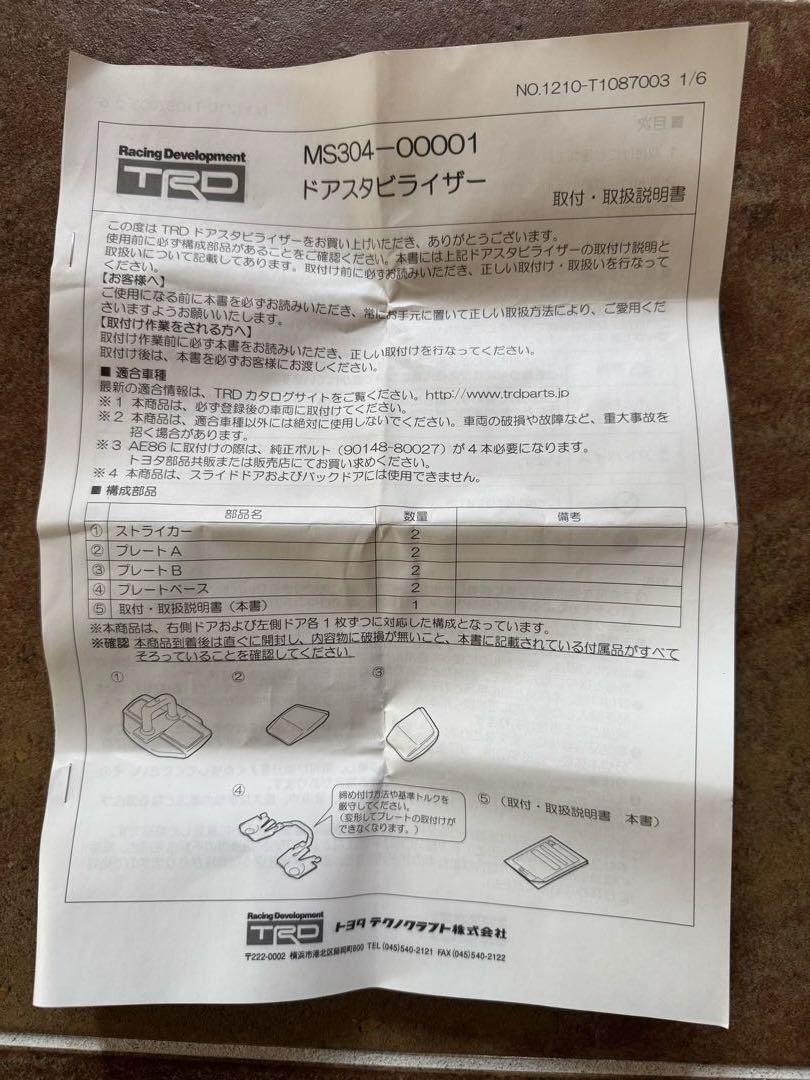 NO.1210-T1087003 1/6
Racing Development
TRD
MS304-00001
ドアスタビライザー
取付・取扱説明書
この度は TRD ドアスタビライザーをお買い上げいただき、ありがとうございます。
使用前に必ず構成部品があることをご確認ください。本書には上記ドアスタビライザーの取付け説明と
取扱いについて記載してあります。取付け前に必ずお読みいただき、正しい取付け・取扱いを行なって
ください。
【お客様へ】
ご使用になる前に本書を必ずお読みいただき、常にお手元に置いて正しい取扱方法により、ご愛用くだ
さいますようお願いいたします。
【取付け作業をされる方へ】
取付け作業前に必ず本書をお読みいただき、正しい取付けを行なってください。
取付け後は、本書を必ずお客様にお渡しください。
■ 適合車種
最新の適合情報は、TRD カタログサイトをご覧ください。http://www.trdparts.jp
※1 本商品は、必ず登録後の車両に取付けてください。
※2 本商品は、適合車種以外には絶対に使用しないでください。車両の破損や故障など、重大事故を
招く場合があります。
※3 AE86 に取付けの際は、純正ボルト（90148-80027）が 4 本必要になります。
トヨタ部品共販または販売店にてお買い求めください。
※4 本商品は、スライドドアおよびバックドアには使用できません。
■ 構成部品
部品名 数量 備考
① ストライカー 2
② プレートA 2
③ プレートB 2
④ プレートベース 2
⑤ 取付・取扱説明書（本書） 1
※本商品は、右側ドアおよび左側ドア各 1 枚ずつに対応した構成となっています。
※確認 本商品到着後は直ぐに開封し、内容物に破損が無いこと、本書に記載されている付属品がすべて
そろっていることを確認してください
① ② ③
④
締め付け方法や基準トルクを
厳守してください。
（変形してプレートの取付けが
できなくなります。）
⑤（取付・取扱説明書 本書）
Racing Development
TRD
トヨタ テクノクラフト株式会社
〒222-0002 横浜市港北区師岡町800 TEL (045)540-2121 FAX (045)540-2122